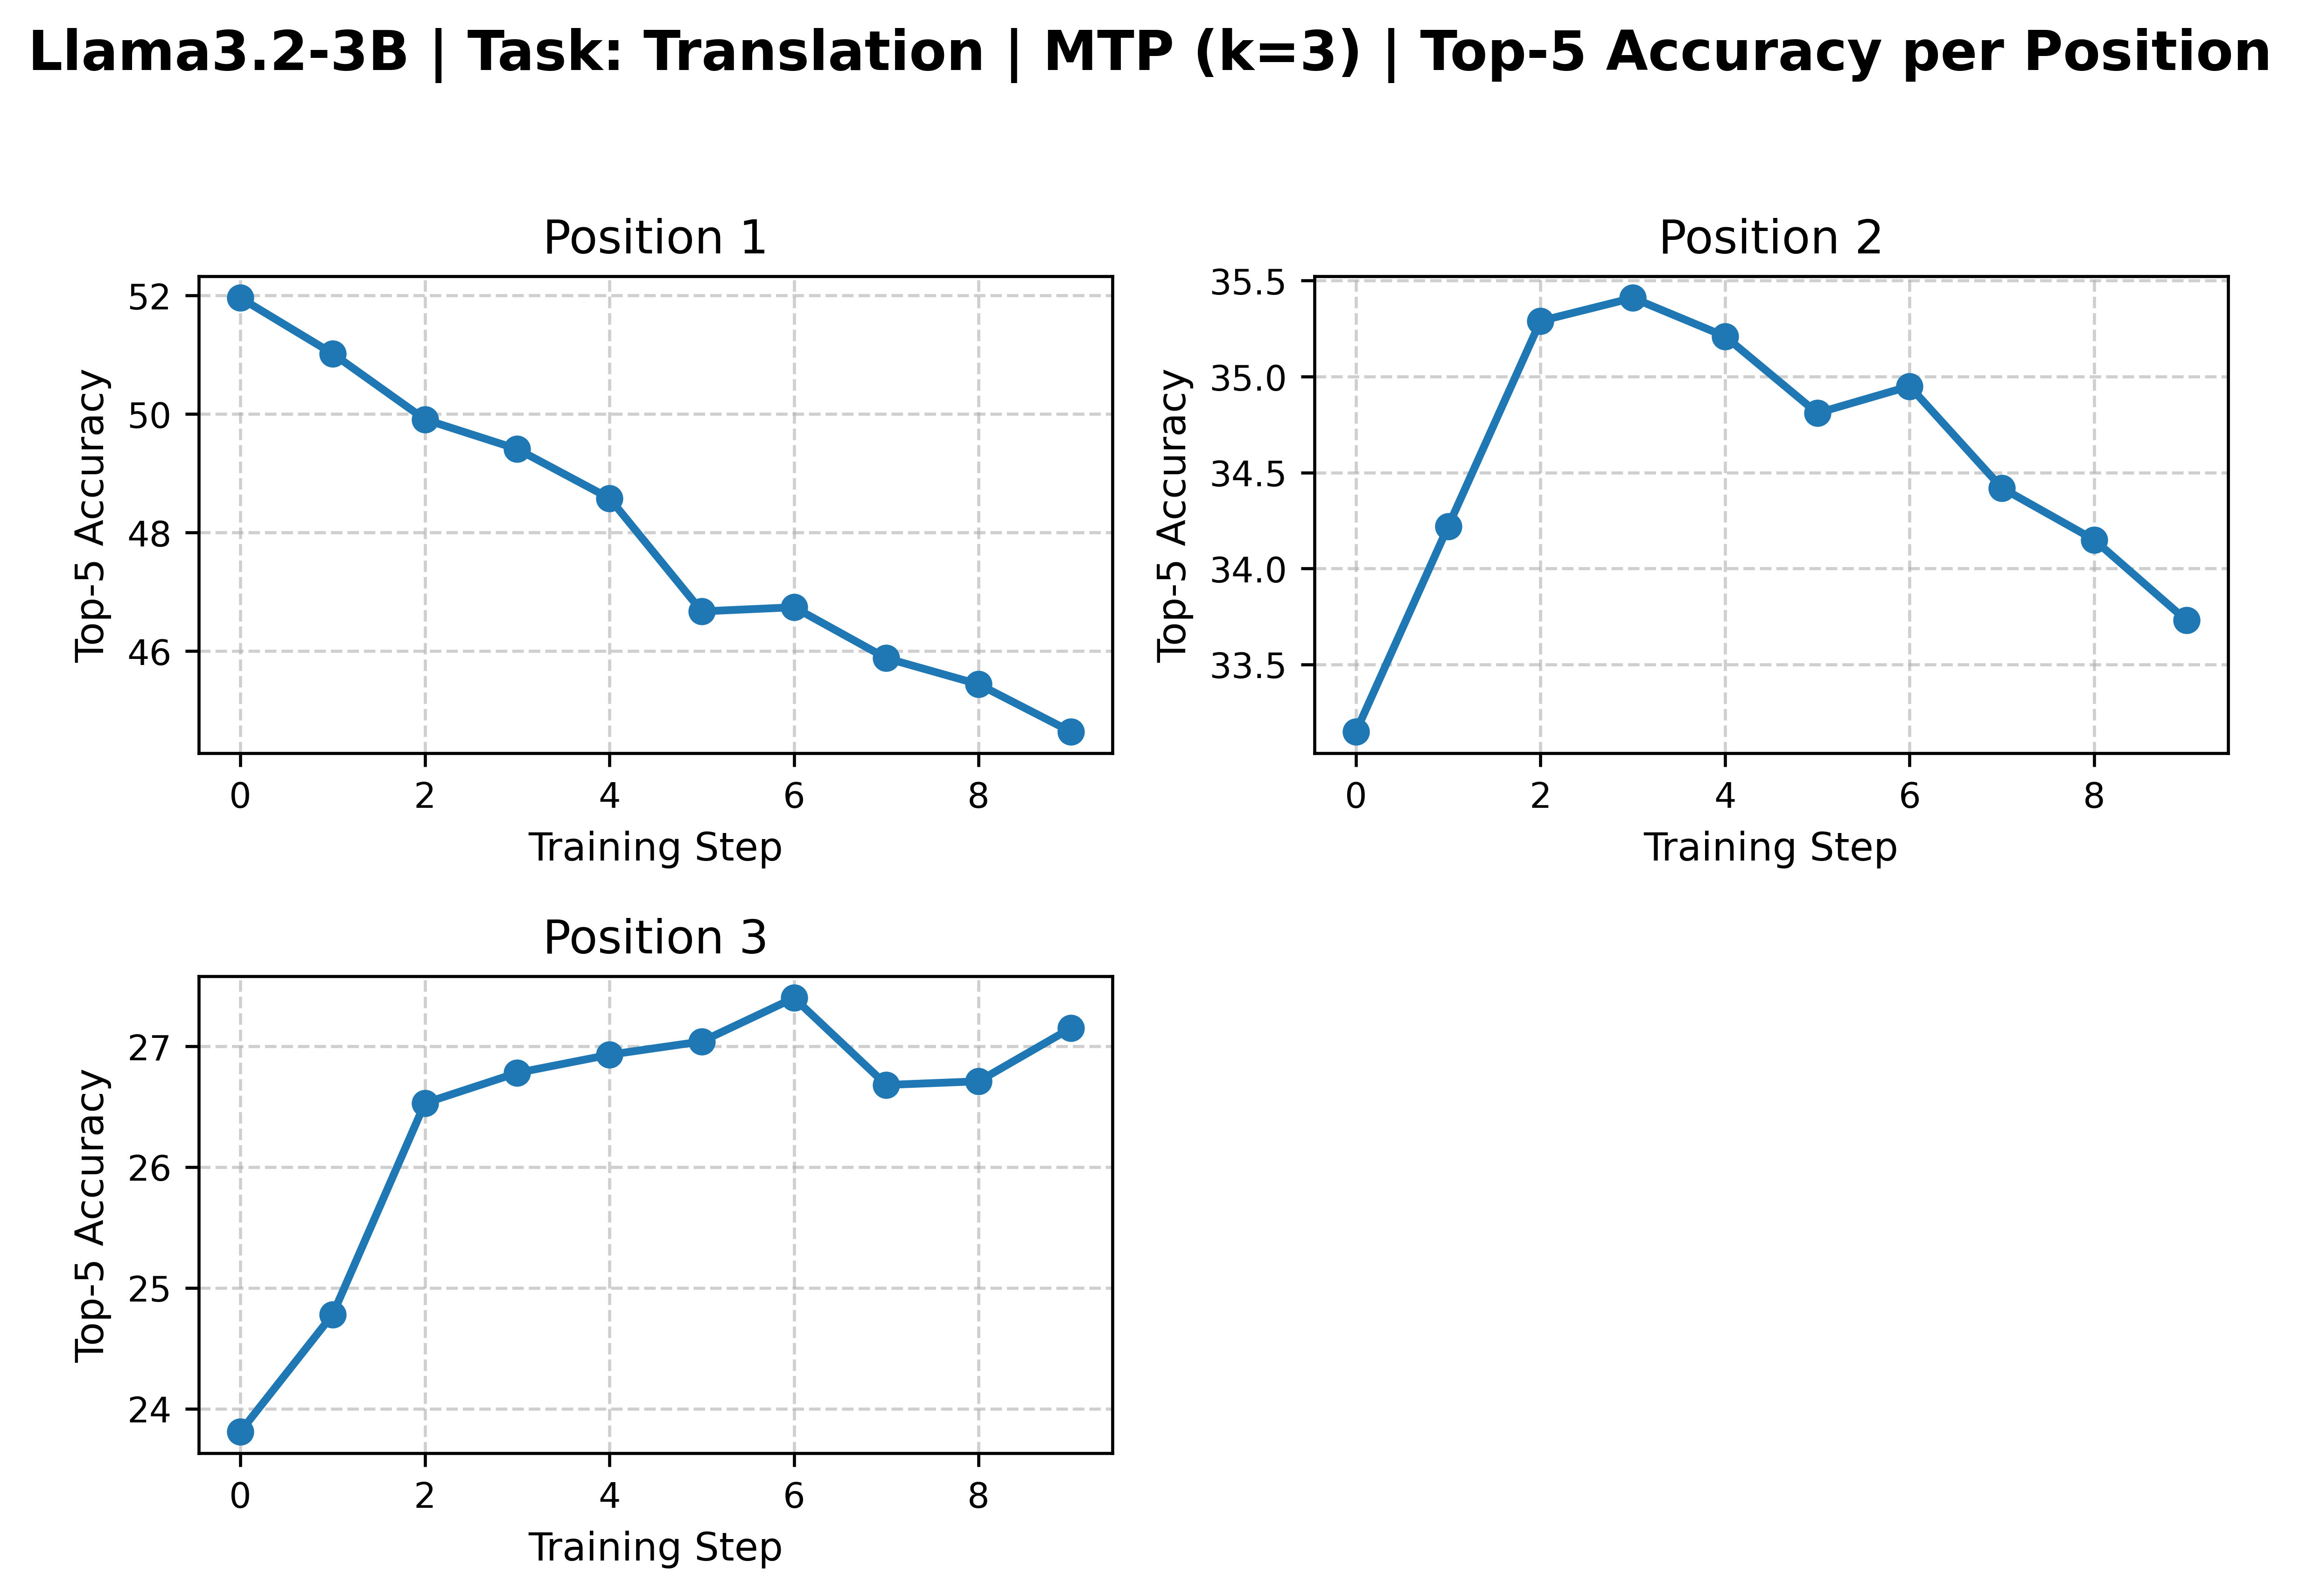 Llama3.2-3B | Task: Translation | MTP (k=3) | Top-5 Accuracy per Position
Position 1
52
50
48
46
Top-5 Accuracy
0 2 4 6 8
Training Step
Position 2
35.5
35.0
34.5
34.0
33.5
Top-5 Accuracy
0 2 4 6 8
Training Step
Position 3
27
26
25
24
Top-5 Accuracy
0 2 4 6 8
Training Step